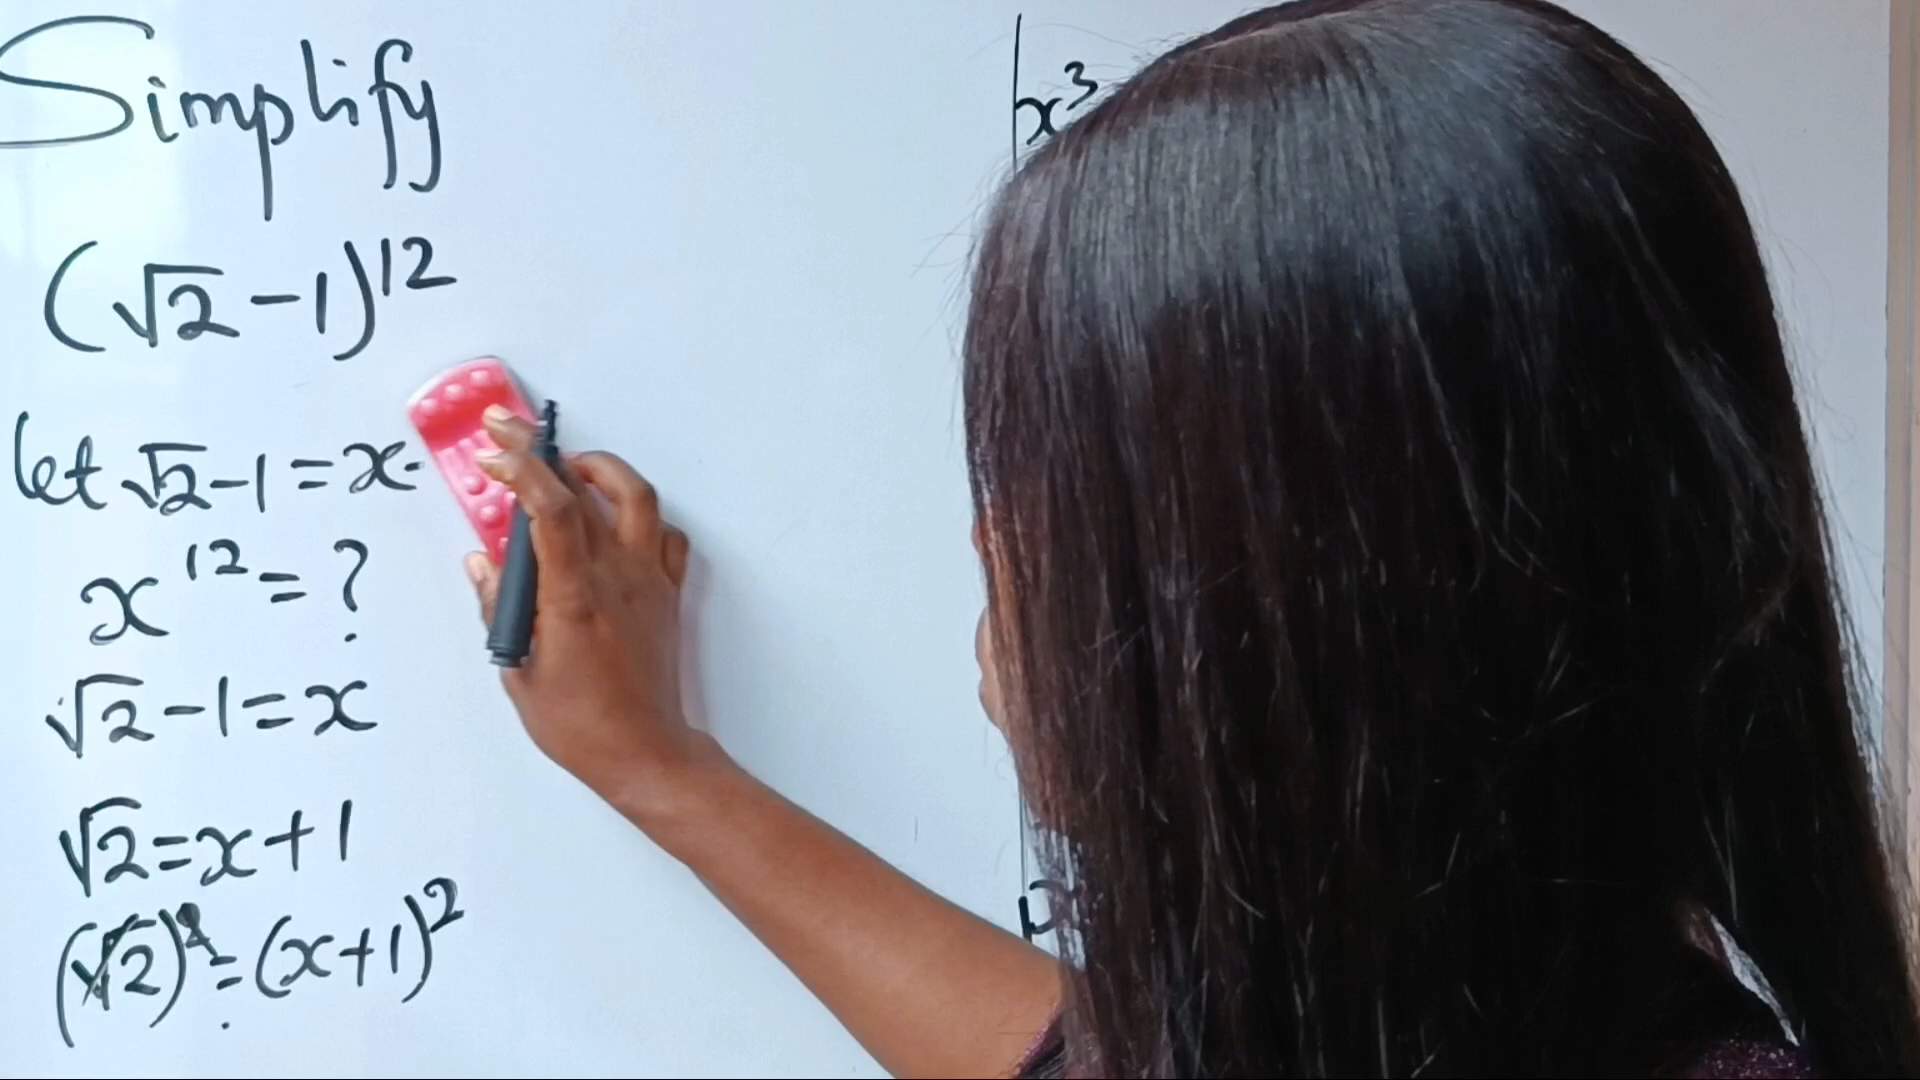 Simplify
(√2 - 1)¹²
let √2 - 1 = x
x¹² = ?
√2 - 1 = x
√2 = x + 1
(√2)² = (x + 1)²
x³